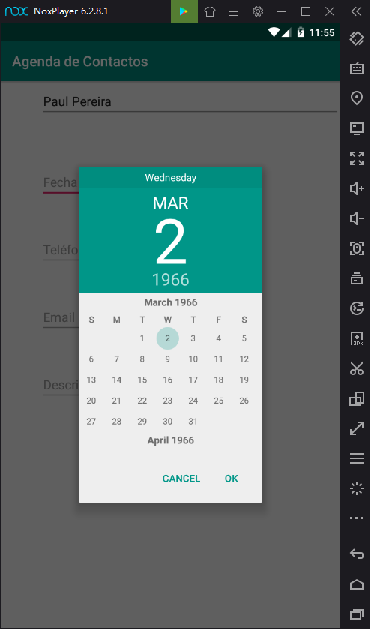 nox NoxPlayer 6.2.8.1
11:55
Agenda de Contactos
Paul Pereira
Fecha
Teléfo
Email
Descri
Wednesday
MAR
2
1966
March 1966
S M T W T F S
1 2 3 4 5
6 7 8 9 10 11 12
13 14 15 16 17 18 19
20 21 22 23 24 25 26
27 28 29 30 31
April 1966
CANCEL OK